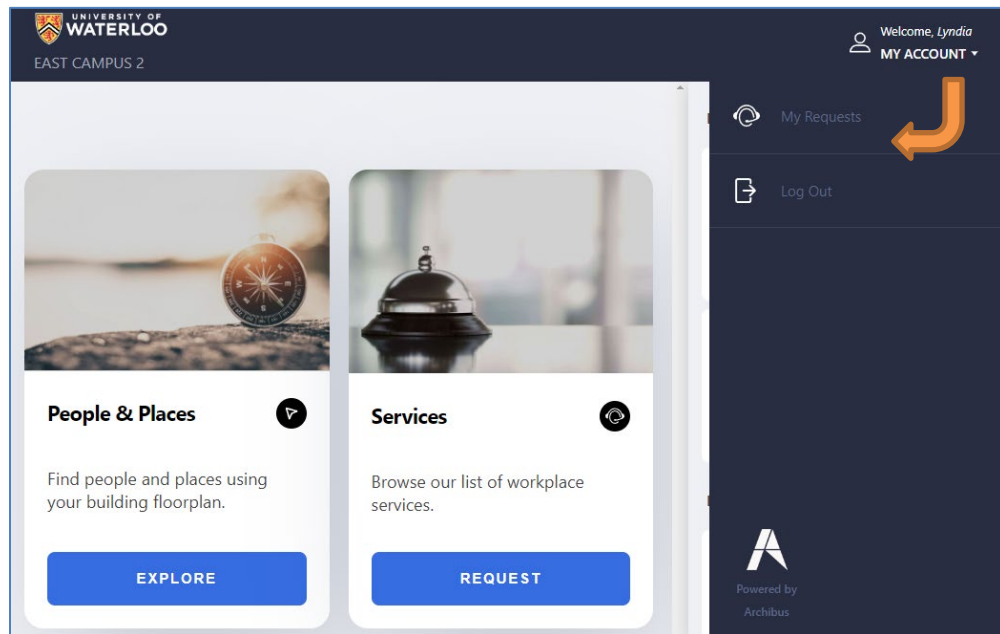 UNIVERSITY OF
WATERLOO
EAST CAMPUS 2
Welcome, Lyndia
MY ACCOUNT
My Requests
Log Out
People & Places
Find people and places using
your building floorplan.
EXPLORE
Services
Browse our list of workplace
services.
REQUEST
Powered by
Archibus